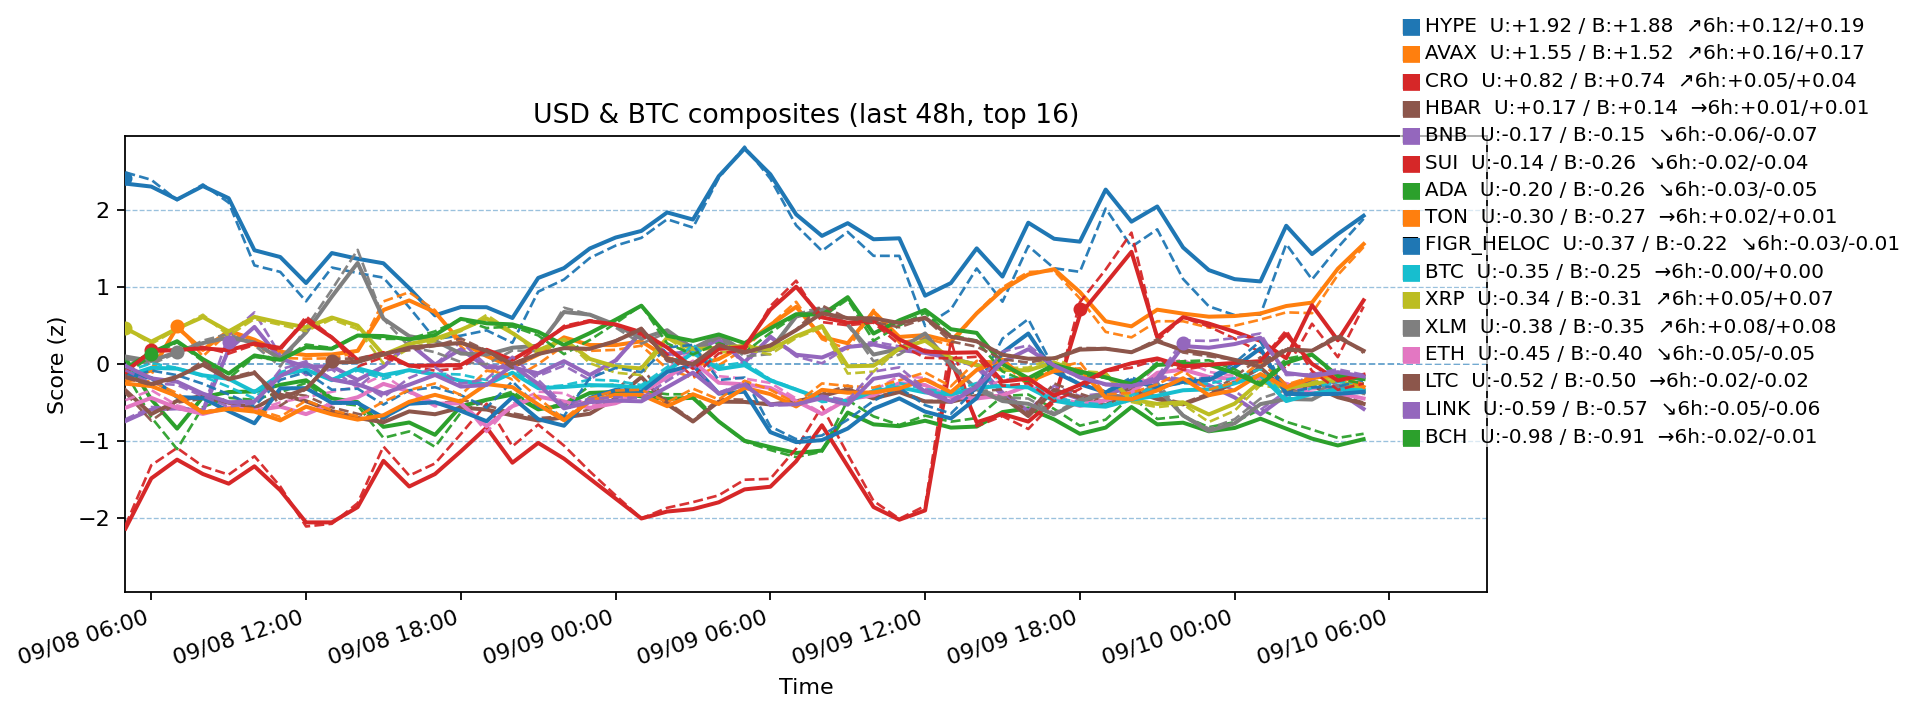 HYPE  U:+1.92 / B:+1.88  ↗6h:+0.12/+0.19
AVAX  U:+1.55 / B:+1.52  ↗6h:+0.16/+0.17
CRO  U:+0.82 / B:+0.74  ↗6h:+0.05/+0.04
HBAR  U:+0.17 / B:+0.14  →6h:+0.01/+0.01
BNB  U:-0.17 / B:-0.15  ↘6h:-0.06/-0.07
SUI  U:-0.14 / B:-0.26  ↘6h:-0.02/-0.04
ADA  U:-0.20 / B:-0.26  ↘6h:-0.03/-0.05
TON  U:-0.30 / B:-0.27  →6h:+0.02/+0.01
FIGR_HELOC  U:-0.37 / B:-0.22  ↘6h:-0.03/-0.01
BTC  U:-0.35 / B:-0.25  →6h:-0.00/+0.00
XRP  U:-0.34 / B:-0.31  ↗6h:+0.05/+0.07
XLM  U:-0.38 / B:-0.35  ↗6h:+0.08/+0.08
ETH  U:-0.45 / B:-0.40  ↘6h:-0.05/-0.05
LTC  U:-0.52 / B:-0.50  →6h:-0.02/-0.02
LINK  U:-0.59 / B:-0.57  ↘6h:-0.05/-0.06
BCH  U:-0.98 / B:-0.91  →6h:-0.02/-0.01
USD & BTC composites (last 48h, top 16)
Score (z)
2
1
0
−1
−2
09/08 06:00
09/08 12:00
09/08 18:00
09/09 00:00
09/09 06:00
09/09 12:00
09/09 18:00
09/10 00:00
09/10 06:00
Time